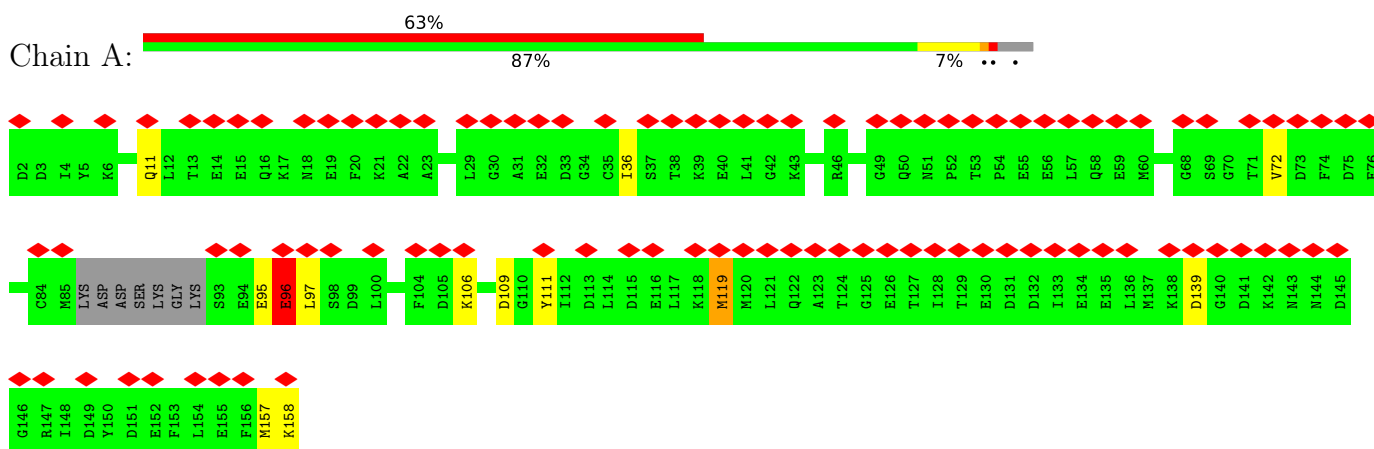 63%
Chain A:
87% 7% •• •
D2 D3 I4 Y5 K6 Q11 L12 T13 E14 E15 Q16 K17 N18 E19 F20 K21 A22 A23 L29 G30 A31 E32 D33 G34 C35 I36 S37 T38 K39 E40 L41 G42 K43 R46 G49 Q50 N51 P52 T53 P54 E55 E56 L57 Q58 E59 M60 G68 S69 G70 T71 V72 D73 F74 D75 E76
C84 M85 LYS ASP ASP SER LYS GLY LYS S93 E94 E95 E96 L97 S98 D99 L100 F104 D105 K106 D109 G110 Y111 I112 D113 L114 D115 E116 L117 K118 M119 M120 L121 Q122 A123 T124 G125 E126 T127 I128 T129 E130 D131 D132 I133 E134 E135 L136 M137 K138 D139 G140 D141 K142 N143 N144 D145
G146 R147 I148 D149 Y150 D151 E152 F153 L154 E155 F156 M157 K158